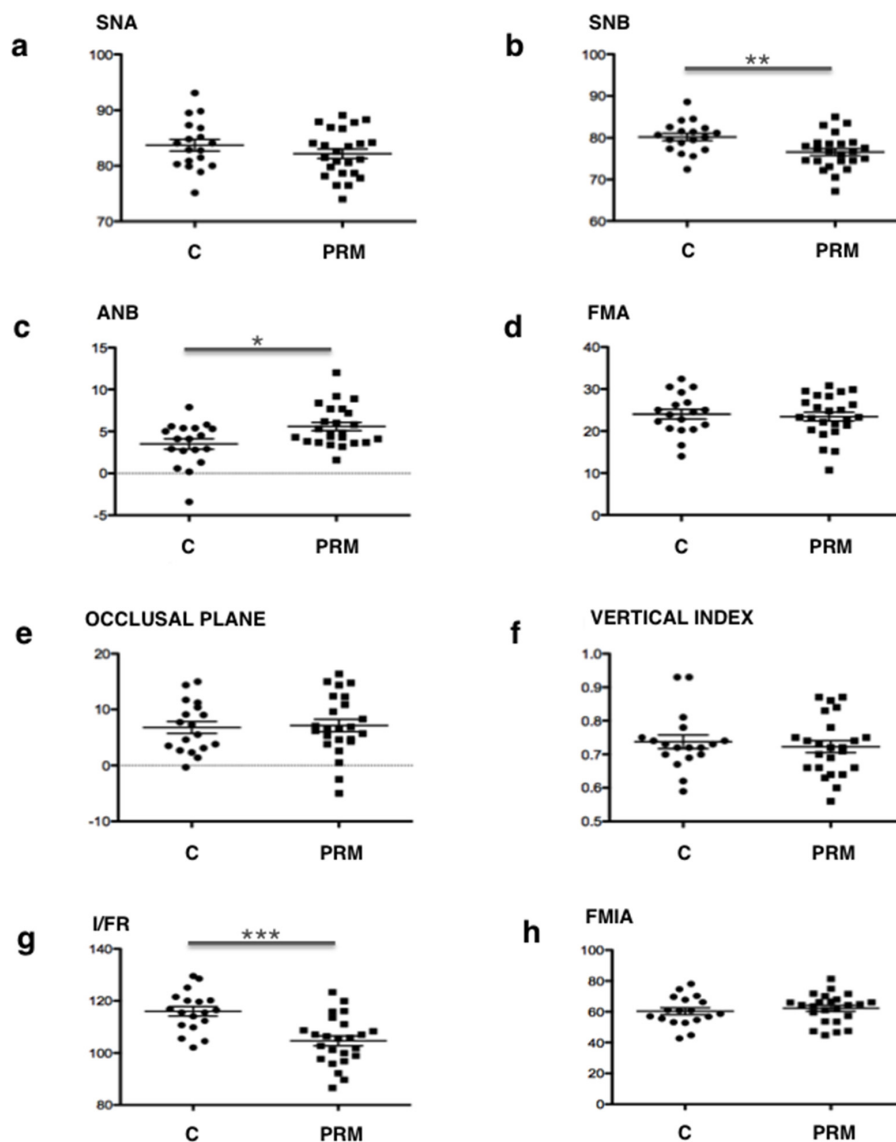 SNA
SNB
a
b
100
90
80
70
C
PRM
**
100
90
80
70
60
C
PRM
ANB
FMA
c
d
*
15
10
5
0
-5
C
PRM
40
30
20
10
0
C
PRM
OCCLUSAL PLANE
VERTICAL INDEX
e
f
20
10
0
-10
C
PRM
1.0
0.9
0.8
0.7
0.6
0.5
C
PRM
I/FR
FMIA
g
h
***
140
120
100
80
C
PRM
100
80
60
40
20
0
C
PRM